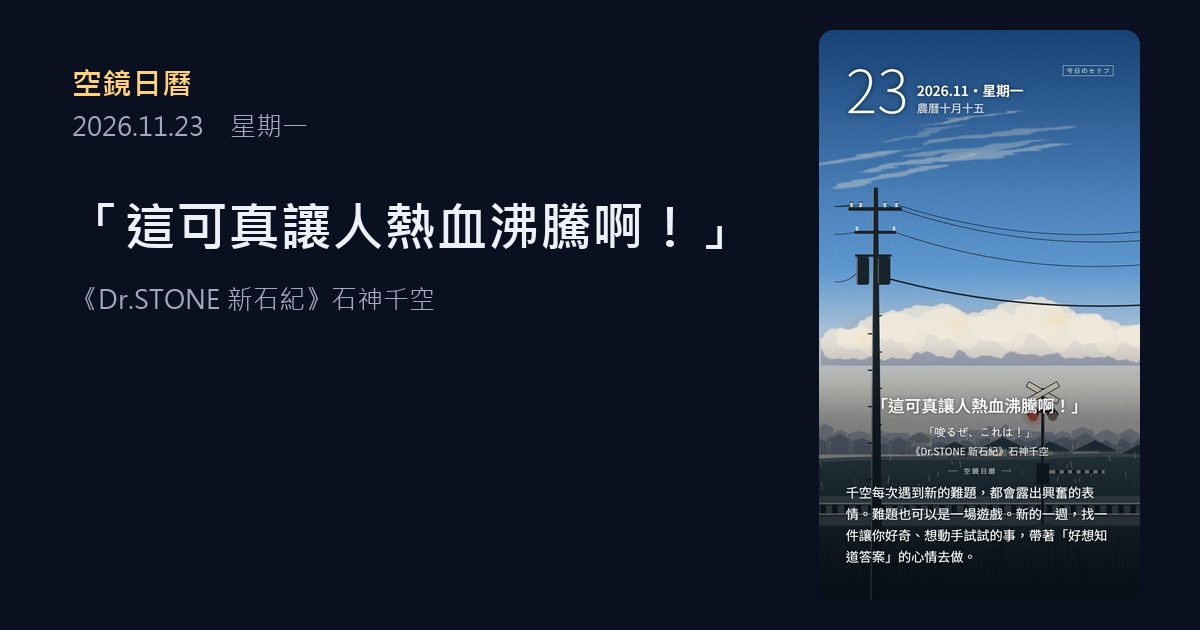 空鏡日曆
2026.11.23　星期一
「這可真讓人熱血沸騰啊！」
《Dr.STONE 新石紀》石神千空
23
2026.11・星期一
農曆十月十五
今日のセリフ
「這可真讓人熱血沸騰啊！」
「唆るぜ、これは！」
《Dr.STONE 新石紀》石神千空
— 空鏡日曆 —
千空每次遇到新的難題，都會露出興奮的表
情。難題也可以是一場遊戲。新的一週，找一
件讓你好奇、想動手試試的事，帶著「好想知
道答案」的心情去做。